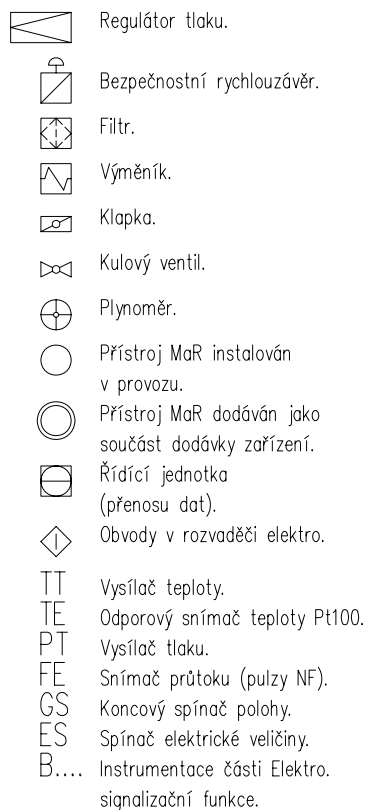 Regulátor tlaku.
Bezpečnostní rychlouzávěr.
Filtr.
Výměník.
Klapka.
Kulový ventil.
Plynoměr.
Přístroj MaR instalován
v provozu.
Přístroj MaR dodáván jako
součást dodávky zařízení.
Řídící jednotka
(přenosu dat).
Obvody v rozvaděči elektro.
TT Vysílač teploty.
TE Odporový snímač teploty Pt100.
PT Vysílač tlaku.
FE Snímač průtoku (pulzy NF).
GS Koncový spínač polohy.
ES Spínač elektrické veličiny.
B.... Instrumentace části Elektro.
signalizační funkce.